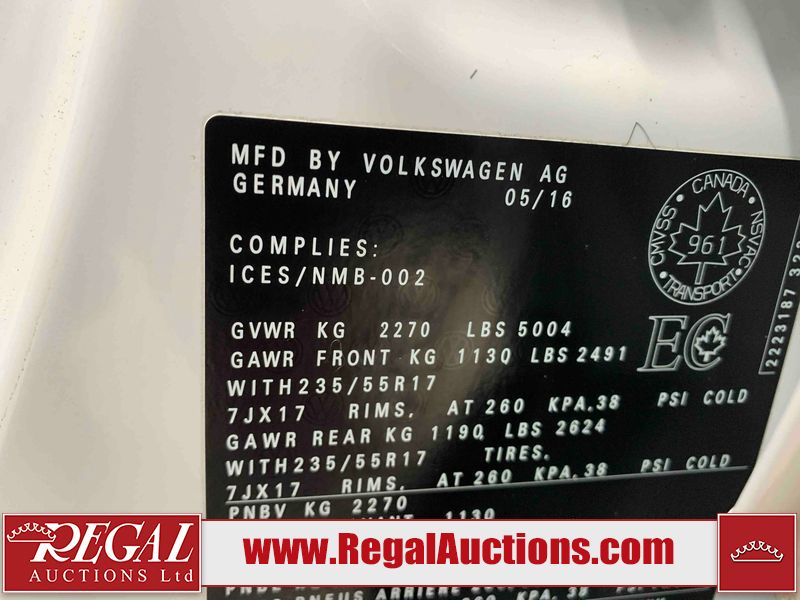 MFD BY VOLKSWAGEN AG
GERMANY 05/16
COMPLIES:
ICES/NMB-002
CANADA
CMVSS 961 NSVAC
TRANSPORT
EC
2223187
GVWR KG 2270 LBS 5004
GAWR FRONT KG 1130 LBS 2491
WITH235/55R17
7JX17 RIMS, AT 260 KPA,38 PSI COLD
GAWR REAR KG 1190 LBS 2624
WITH235/55R17 TIRES.
7JX17 RIMS, AT 260 KPA,38 PSI COLD
PNBV KG 2270
1130
REGAL
AUCTIONS Ltd
www.RegalAuctions.com
PNEUS ARRIERE